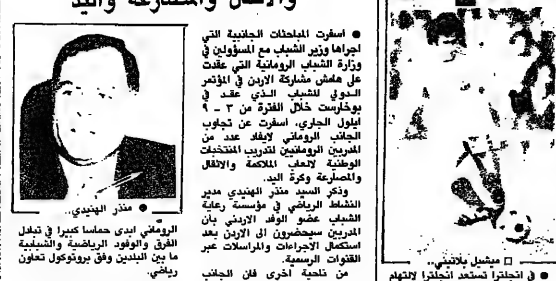 والاثقال والمصارعة واليد
● اسفرت المباحثات الجانبية التي
اجراها وزير الشباب مع المسؤولين في
وزارة الشباب الرومانية التي عقدت
على هامش مشاركة الاردن في المؤتمر
الدولي للشباب الذي عقد في
بوخارست خلال الفترة من ٣ - ٩
ايلول الجاري، اسفرت عن تجاوب
الجانب الروماني لايفاد عدد من
المدربين الرومانيين لتدريب المنتخبات
الوطنية لالعاب الملاكمة والاثقال
والمصارعة وكرة اليد.
وذكر السيد منذر الهنيدي مدير
النشاط الرياضي في مؤسسة رعاية
الشباب عضو الوفد الاردني بأن
المدربين سيحضرون الى الاردن بعد
استكمال الاجراءات والمراسلات عبر
القنوات الرسمية.
من ناحية اخرى فان الجانب
● منذر الهنيدي..
الروماني ابدى حماسا كبيرا في تبادل
الفرق والوفود الرياضية والشبابية
ما بين البلدين وفق بروتوكول تعاون
رياضي.
□ ميشيل بلاتيني..
● في انجلترا تستعد انجلترا لالتهام